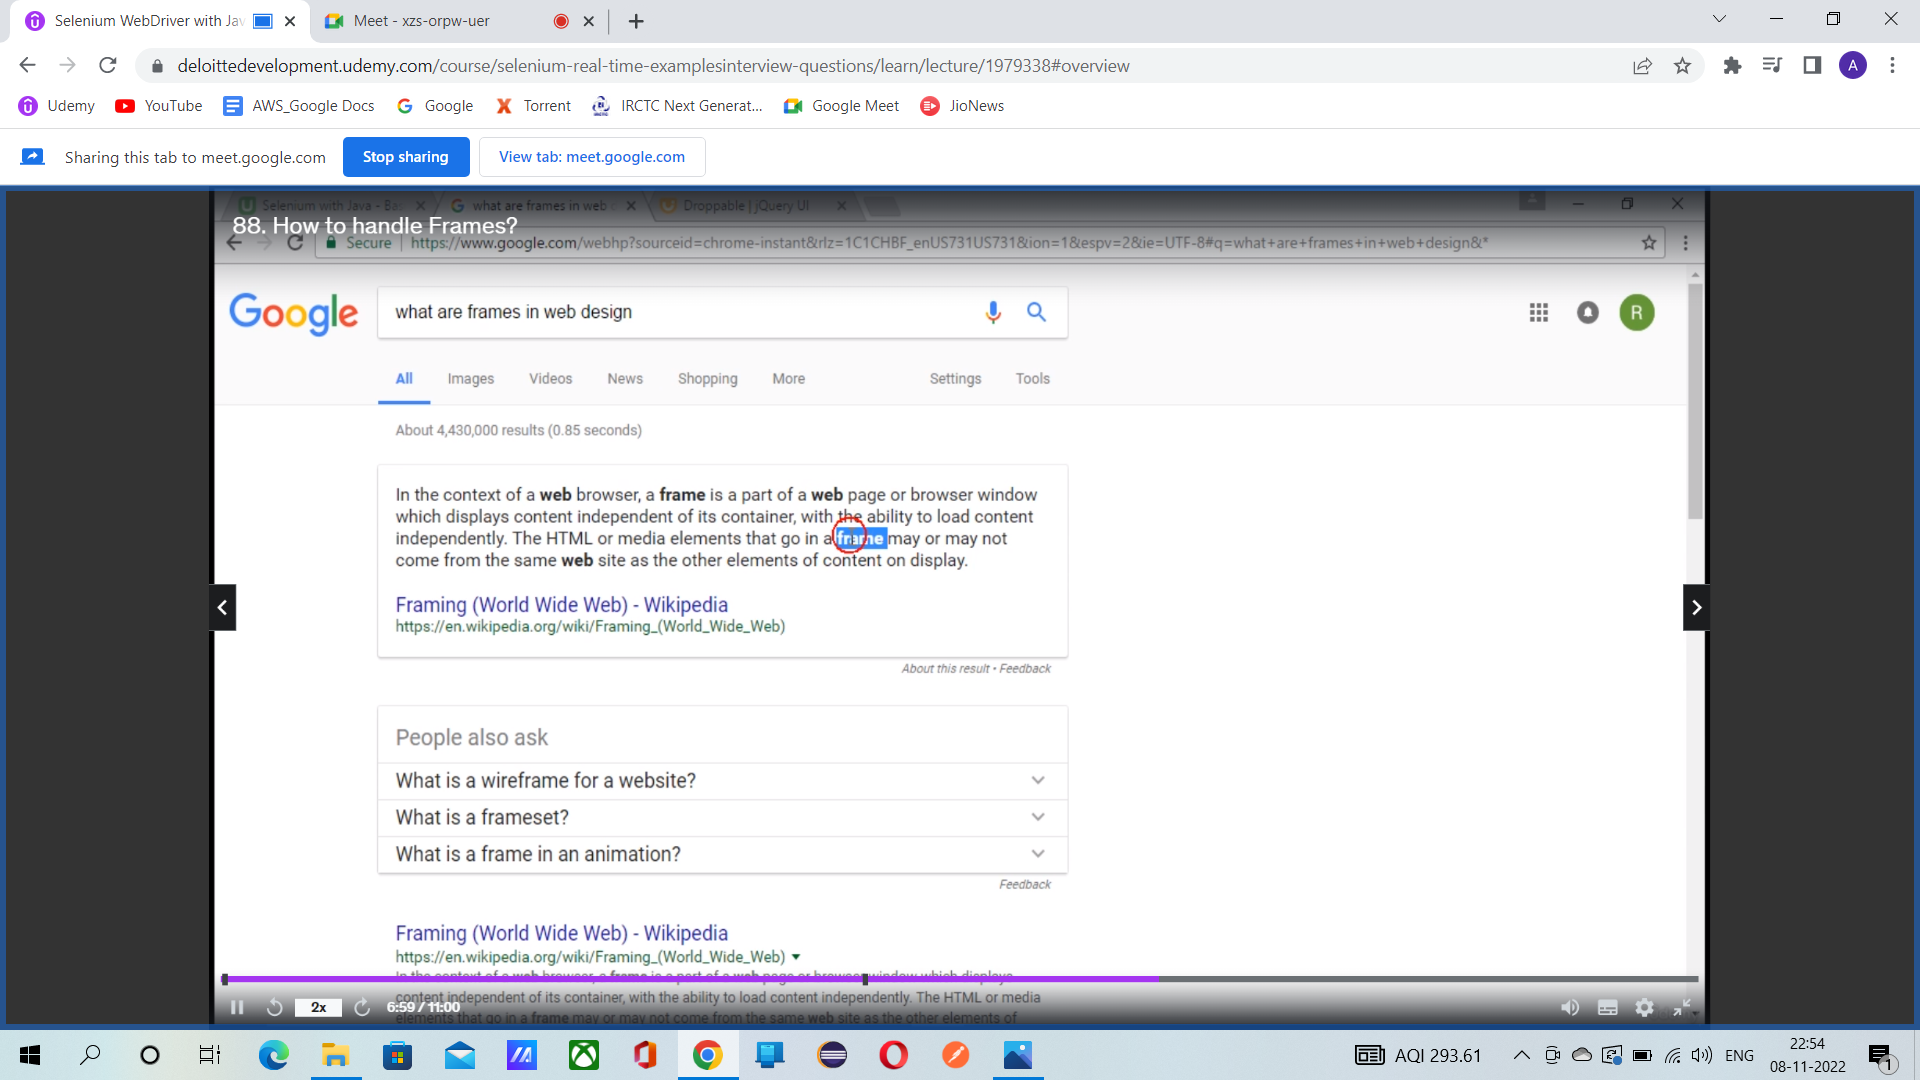 Selenium WebDriver with Jav
Meet - xzs-orpw-uer
deloittedevelopment.udemy.com/course/selenium-real-time-examplesinterview-questions/learn/lecture/1979338#overview
A
Udemy YouTube AWS_Google Docs Google Torrent IRCTC Next Generat... Google Meet JioNews
Sharing this tab to meet.google.com Stop sharing View tab: meet.google.com
Selenium with Java - Ba what are frames in web Droppable | jQuery UI
88. How to handle Frames?
Secure https://www.google.com/webhp?sourceid=chrome-instant&rlz=1C1CHBF_enUS731US731&ion=1&espv=2&ie=UTF-8#q=what+are+frames+in+web+design&*
Google what are frames in web design R
All Images Videos News Shopping More Settings Tools
About 4,430,000 results (0.85 seconds)
In the context of a web browser, a frame is a part of a web page or browser window
which displays content independent of its container, with the ability to load content
independently. The HTML or media elements that go in a frame may or may not
come from the same web site as the other elements of content on display.
Framing (World Wide Web) - Wikipedia
https://en.wikipedia.org/wiki/Framing_(World_Wide_Web)
About this result • Feedback
People also ask
What is a wireframe for a website?
What is a frameset?
What is a frame in an animation?
Feedback
Framing (World Wide Web) - Wikipedia
https://en.wikipedia.org/wiki/Framing_(World_Wide_Web)
In the context of a web browser, a frame is a part of a web page or browser window which displays
content independent of its container, with the ability to load content independently. The HTML or media
elements that go in a frame may or may not come from the same web site as the other elements of
2x 6:59 / 11:00
AQI 293.61 ENG 22:54
08-11-2022
1